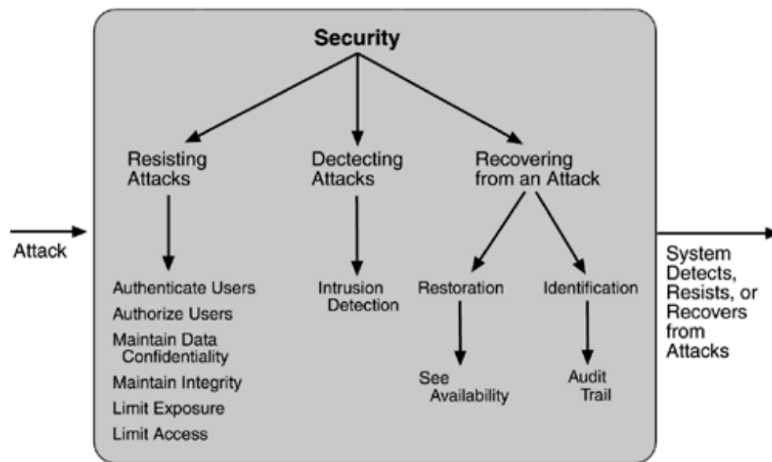 Security
Resisting
Attacks
Dectecting
Attacks
Recovering
from an Attack
Attack
Authenticate Users
Authorize Users
Maintain Data
Confidentiality
Maintain Integrity
Limit Exposure
Limit Access
Intrusion
Detection
Restoration
See
Availability
Identification
Audit
Trail
System
Detects,
Resists, or
Recovers
from
Attacks